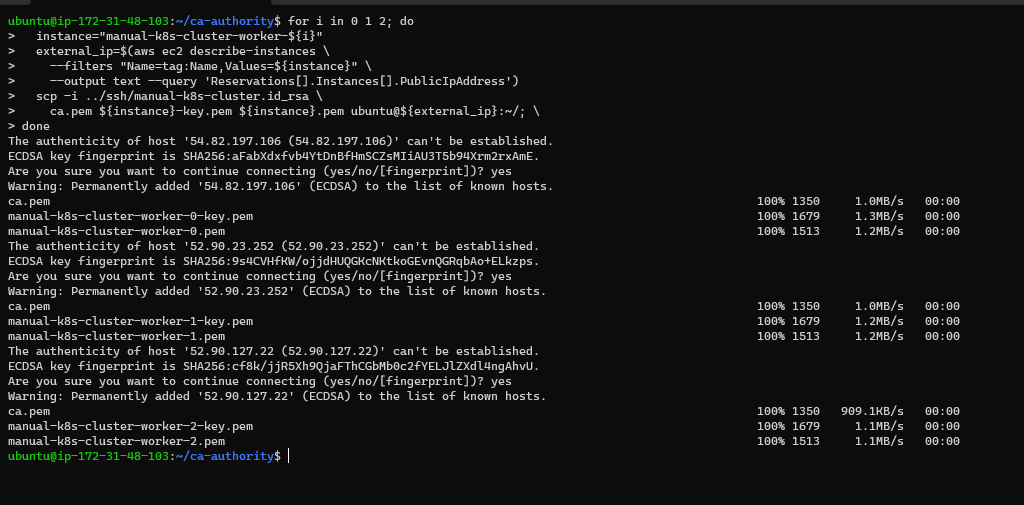 ubuntu@ip-172-31-48-103:~/ca-authority$ for i in 0 1 2; do
>   instance="manual-k8s-cluster-worker-${i}"
>   external_ip=$(aws ec2 describe-instances \
>     --filters "Name=tag:Name,Values=${instance}" \
>     --output text --query 'Reservations[].Instances[].PublicIpAddress')
>   scp -i ../ssh/manual-k8s-cluster.id_rsa \
>     ca.pem ${instance}-key.pem ${instance}.pem ubuntu@${external_ip}:~/; \
> done
The authenticity of host '54.82.197.106 (54.82.197.106)' can't be established.
ECDSA key fingerprint is SHA256:aFabXdxfvb4YtDnBfHmSCZsMIiAU3T5b94Xrm2rxAmE.
Are you sure you want to continue connecting (yes/no/[fingerprint])? yes
Warning: Permanently added '54.82.197.106' (ECDSA) to the list of known hosts.
ca.pem 100% 1350 1.0MB/s 00:00
manual-k8s-cluster-worker-0-key.pem 100% 1679 1.3MB/s 00:00
manual-k8s-cluster-worker-0.pem 100% 1513 1.2MB/s 00:00
The authenticity of host '52.90.23.252 (52.90.23.252)' can't be established.
ECDSA key fingerprint is SHA256:9s4CVHfKW/ojjdHUQGKcNKtkoGEvnQGRqbAo+ELkzps.
Are you sure you want to continue connecting (yes/no/[fingerprint])? yes
Warning: Permanently added '52.90.23.252' (ECDSA) to the list of known hosts.
ca.pem 100% 1350 1.0MB/s 00:00
manual-k8s-cluster-worker-1-key.pem 100% 1679 1.2MB/s 00:00
manual-k8s-cluster-worker-1.pem 100% 1513 1.2MB/s 00:00
The authenticity of host '52.90.127.22 (52.90.127.22)' can't be established.
ECDSA key fingerprint is SHA256:cf8k/jjR5Xh9QjaFThCGbMb0c2fYELJlZXdl4ngAhvU.
Are you sure you want to continue connecting (yes/no/[fingerprint])? yes
Warning: Permanently added '52.90.127.22' (ECDSA) to the list of known hosts.
ca.pem 100% 1350 909.1KB/s 00:00
manual-k8s-cluster-worker-2-key.pem 100% 1679 1.1MB/s 00:00
manual-k8s-cluster-worker-2.pem 100% 1513 1.1MB/s 00:00
ubuntu@ip-172-31-48-103:~/ca-authority$